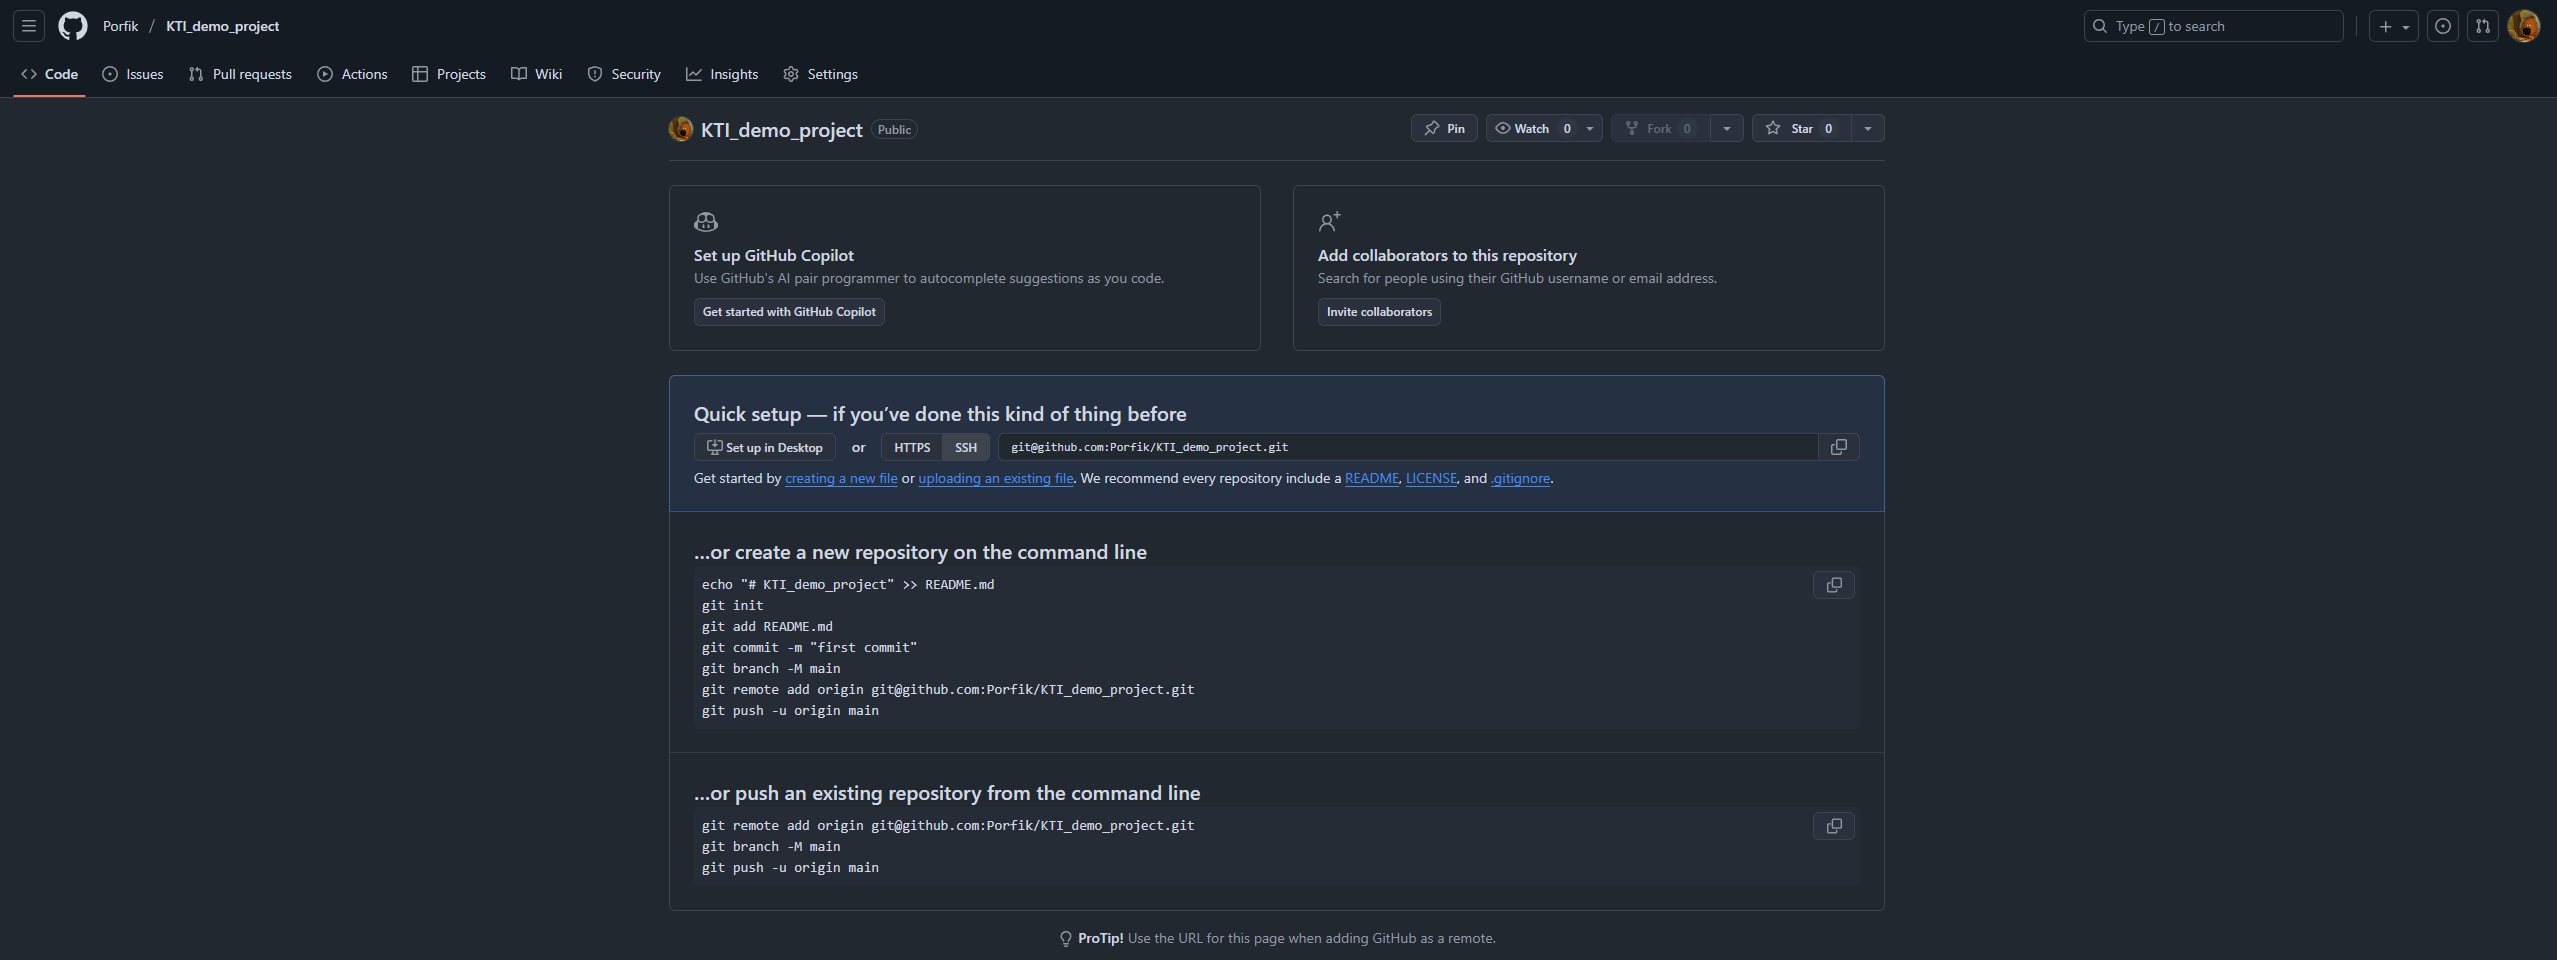 Porfik / KTI_demo_project
Type / to search
Code Issues Pull requests Actions Projects Wiki Security Insights Settings
KTI_demo_project Public
Pin Watch 0 Fork 0 Star 0
Set up GitHub Copilot
Use GitHub's AI pair programmer to autocomplete suggestions as you code.
Get started with GitHub Copilot
Add collaborators to this repository
Search for people using their GitHub username or email address.
Invite collaborators
Quick setup — if you’ve done this kind of thing before
Set up in Desktop or HTTPS SSH git@github.com:Porfik/KTI_demo_project.git
Get started by creating a new file or uploading an existing file. We recommend every repository include a README, LICENSE, and .gitignore.
…or create a new repository on the command line
echo "# KTI_demo_project" >> README.md
git init
git add README.md
git commit -m "first commit"
git branch -M main
git remote add origin git@github.com:Porfik/KTI_demo_project.git
git push -u origin main
…or push an existing repository from the command line
git remote add origin git@github.com:Porfik/KTI_demo_project.git
git branch -M main
git push -u origin main
ProTip! Use the URL for this page when adding GitHub as a remote.